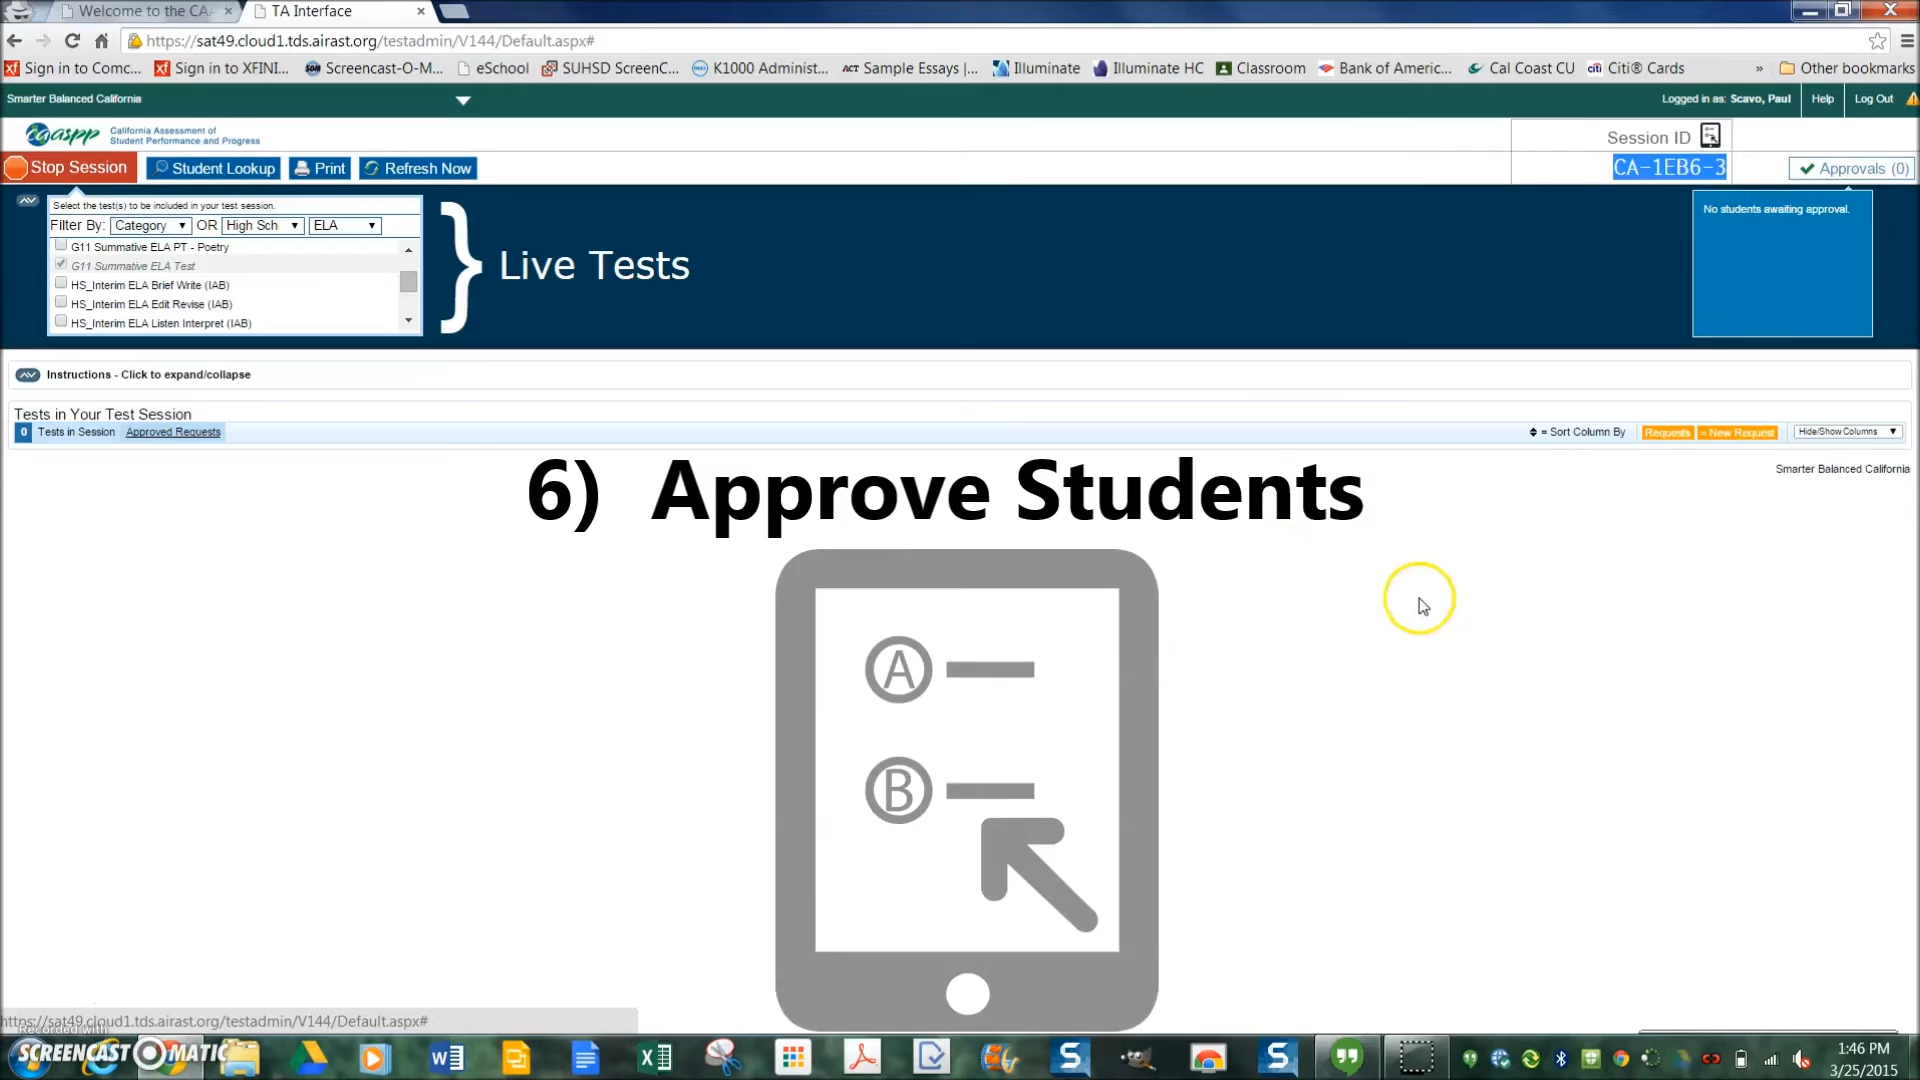 Welcome to the CA
TA Interface
https://sat49.cloud1.tds.airast.org/testadmin/V144/Default.aspx#
Sign in to Comc...
Sign in to XFINI...
Screencast-O-M...
eSchool
SUHSD ScreenC...
K1000 Administ...
ACT Sample Essays |...
Illuminate
Illuminate HC
Classroom
Bank of Americ...
Cal Coast CU
citi Citi® Cards
»
Other bookmarks
Smarter Balanced California
Logged in as: Scavo, Paul
Help
Log Out
caaspp
California Assessment of
Student Performance and Progress
Session ID
Stop Session
Student Lookup
Print
Refresh Now
CA-1EB6-3
Approvals (0)
Select the test(s) to be included in your test session.
Filter By: Category OR High Sch ELA
G11 Summative ELA PT - Poetry
G11 Summative ELA Test
HS_Interim ELA Brief Write (IAB)
HS_Interim ELA Edit Revise (IAB)
HS_Interim ELA Listen Interpret (IAB)
} Live Tests
No students awaiting approval.
Instructions - Click to expand/collapse
Tests in Your Test Session
0 Tests in Session Approved Requests
= Sort Column By
Requests = New Request
Hide/Show Columns
Smarter Balanced California
6) Approve Students
A
B
https://sat49.cloud1.tds.airast.org/testadmin/V144/Default.aspx#
Recorded with
SCREENCAST-O-MATIC
1:46 PM
3/25/2015